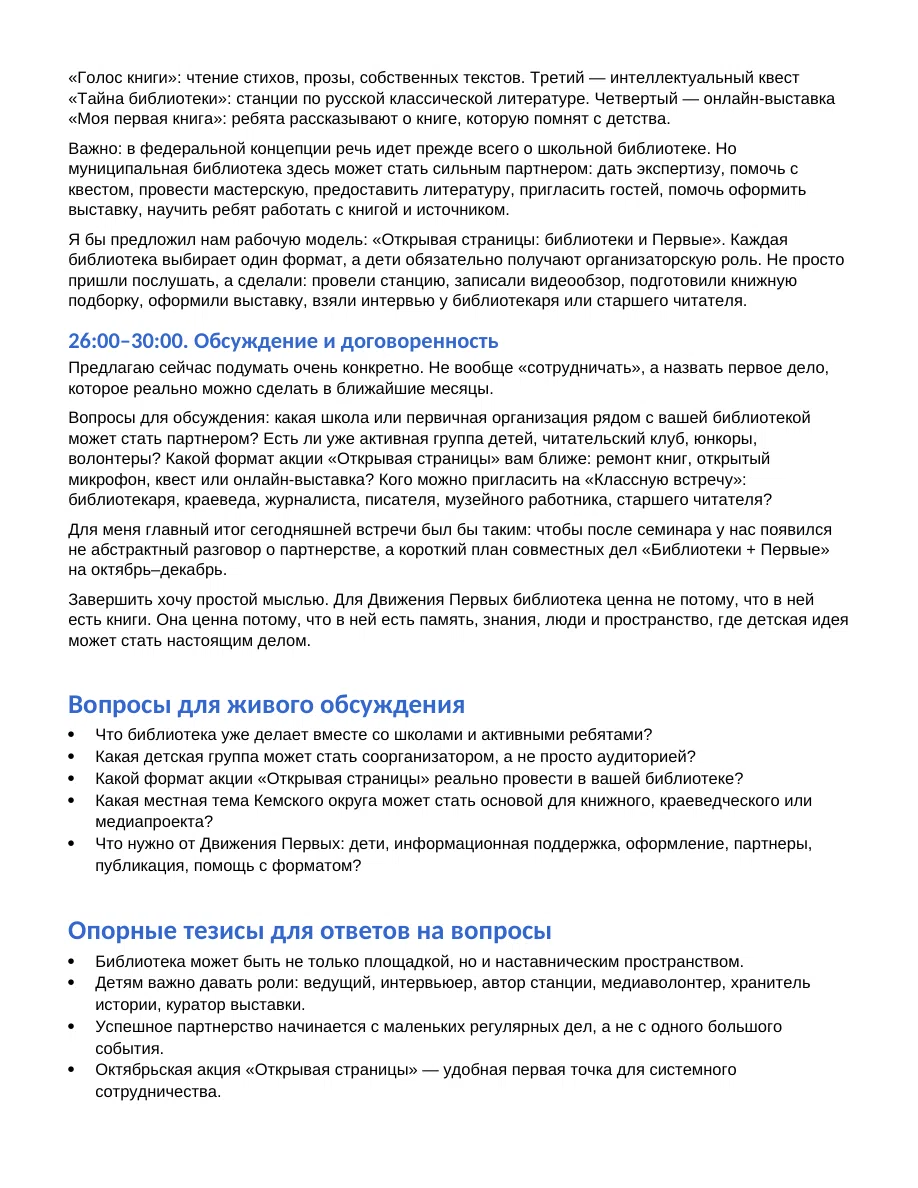 «Голос книги»: чтение стихов, прозы, собственных текстов. Третий — интеллектуальный квест
«Тайна библиотеки»: станции по русской классической литературе. Четвертый — онлайн-выставка
«Моя первая книга»: ребята рассказывают о книге, которую помнят с детства.
Важно: в федеральной концепции речь идет прежде всего о школьной библиотеке. Но
муниципальная библиотека здесь может стать сильным партнером: дать экспертизу, помочь с
квестом, провести мастерскую, предоставить литературу, пригласить гостей, помочь оформить
выставку, научить ребят работать с книгой и источником.
Я бы предложил нам рабочую модель: «Открывая страницы: библиотеки и Первые». Каждая
библиотека выбирает один формат, а дети обязательно получают организаторскую роль. Не просто
пришли послушать, а сделали: провели станцию, записали видеообзор, подготовили книжную
подборку, оформили выставку, взяли интервью у библиотекаря или старшего читателя.
26:00–30:00. Обсуждение и договоренность
Предлагаю сейчас подумать очень конкретно. Не вообще «сотрудничать», а назвать первое дело,
которое реально можно сделать в ближайшие месяцы.
Вопросы для обсуждения: какая школа или первичная организация рядом с вашей библиотекой
может стать партнером? Есть ли уже активная группа детей, читательский клуб, юнкоры,
волонтеры? Какой формат акции «Открывая страницы» вам ближе: ремонт книг, открытый
микрофон, квест или онлайн-выставка? Кого можно пригласить на «Классную встречу»:
библиотекаря, краеведа, журналиста, писателя, музейного работника, старшего читателя?
Для меня главный итог сегодняшней встречи был бы таким: чтобы после семинара у нас появился
не абстрактный разговор о партнерстве, а короткий план совместных дел «Библиотеки + Первые»
на октябрь–декабрь.
Завершить хочу простой мыслью. Для Движения Первых библиотека ценна не потому, что в ней
есть книги. Она ценна потому, что в ней есть память, знания, люди и пространство, где детская идея
может стать настоящим делом.
Вопросы для живого обсуждения
• Что библиотека уже делает вместе со школами и активными ребятами?
• Какая детская группа может стать соорганизатором, а не просто аудиторией?
• Какой формат акции «Открывая страницы» реально провести в вашей библиотеке?
• Какая местная тема Кемского округа может стать основой для книжного, краеведческого или
медиапроекта?
• Что нужно от Движения Первых: дети, информационная поддержка, оформление, партнеры,
публикация, помощь с форматом?
Опорные тезисы для ответов на вопросы
• Библиотека может быть не только площадкой, но и наставническим пространством.
• Детям важно давать роли: ведущий, интервьюер, автор станции, медиаволонтер, хранитель
истории, куратор выставки.
• Успешное партнерство начинается с маленьких регулярных дел, а не с одного большого
события.
• Октябрьская акция «Открывая страницы» — удобная первая точка для системного
сотрудничества.